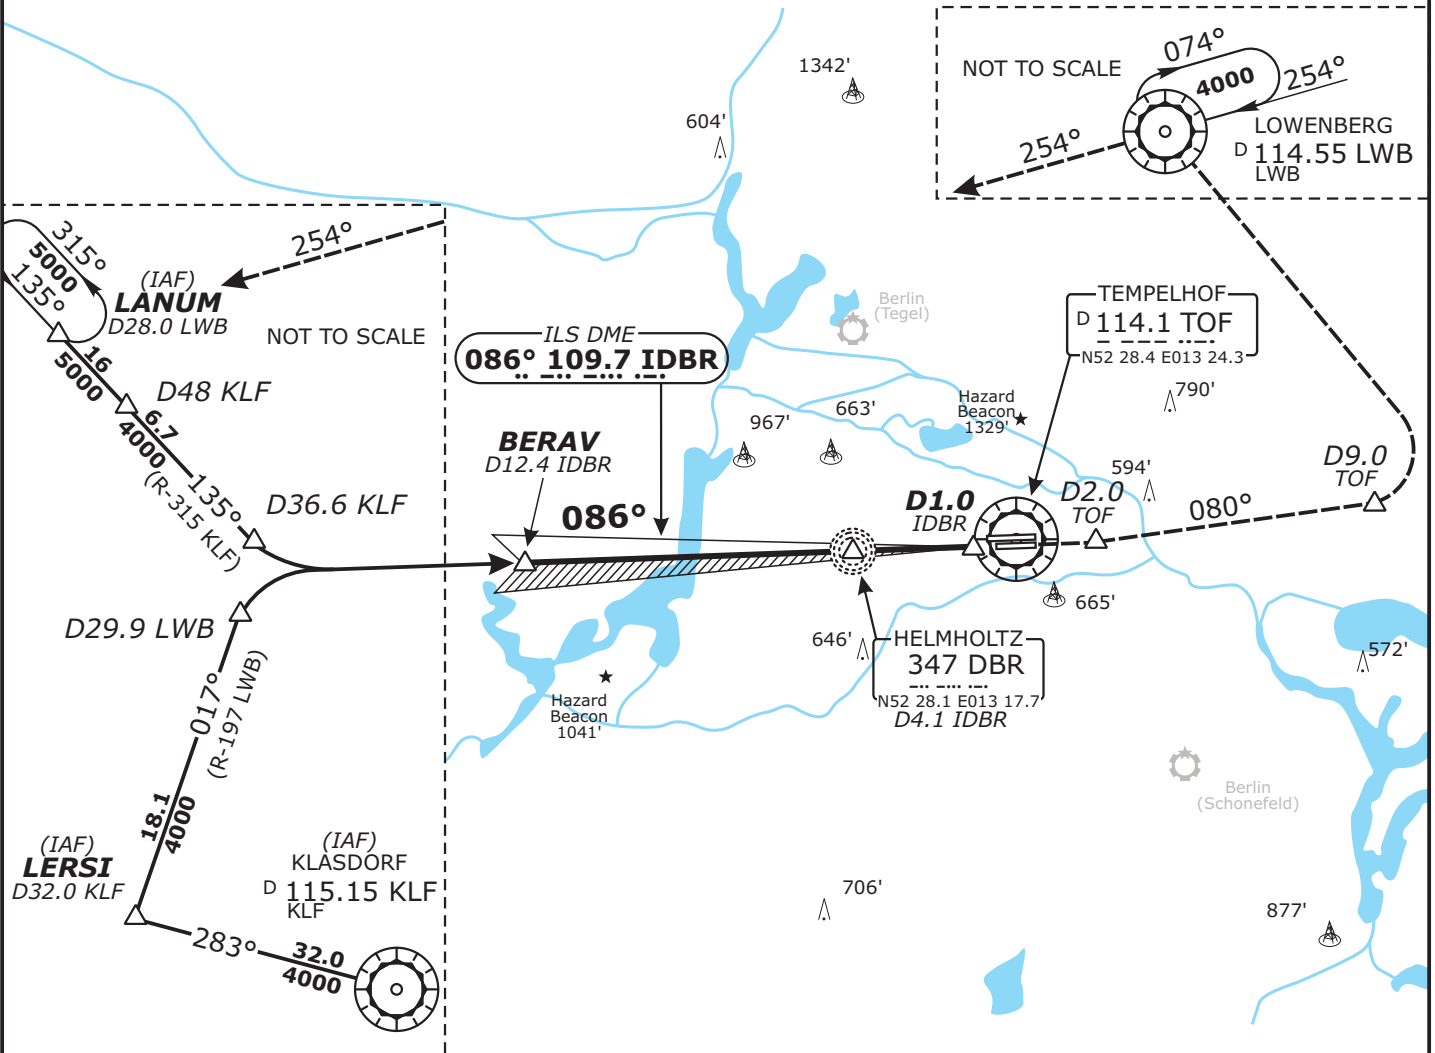 1342'
604'
NOT TO SCALE
074°
4000
254°
254°
LOWENBERG
D 114.55 LWB
LWB
315°
5000
135°
254°
(IAF)
LANUM
D28.0 LWB
NOT TO SCALE
16
5000
D48 KLF
6.7
4000
135°
(R-315 KLF)
D36.6 KLF
ILS DME
086° 109.7 IDBR
Berlin
(Tegel)
TEMPELHOF
D 114.1 TOF
N52 28.4 E013 24.3
790'
Hazard
Beacon
1329'
663'
967'
BERAV
D12.4 IDBR
086°
594'
D1.0
IDBR
D2.0
TOF
080°
D9.0
TOF
665'
646'
HELMHOLTZ
347 DBR
N52 28.1 E013 17.7
D4.1 IDBR
572'
Hazard
Beacon
1041'
D29.9 LWB
017°
(R-197 LWB)
18.1
4000
(IAF)
LERSI
D32.0 KLF
(IAF)
KLASDORF
D 115.15 KLF
KLF
283°
32.0
4000
Berlin
(Schonefeld)
706'
877'